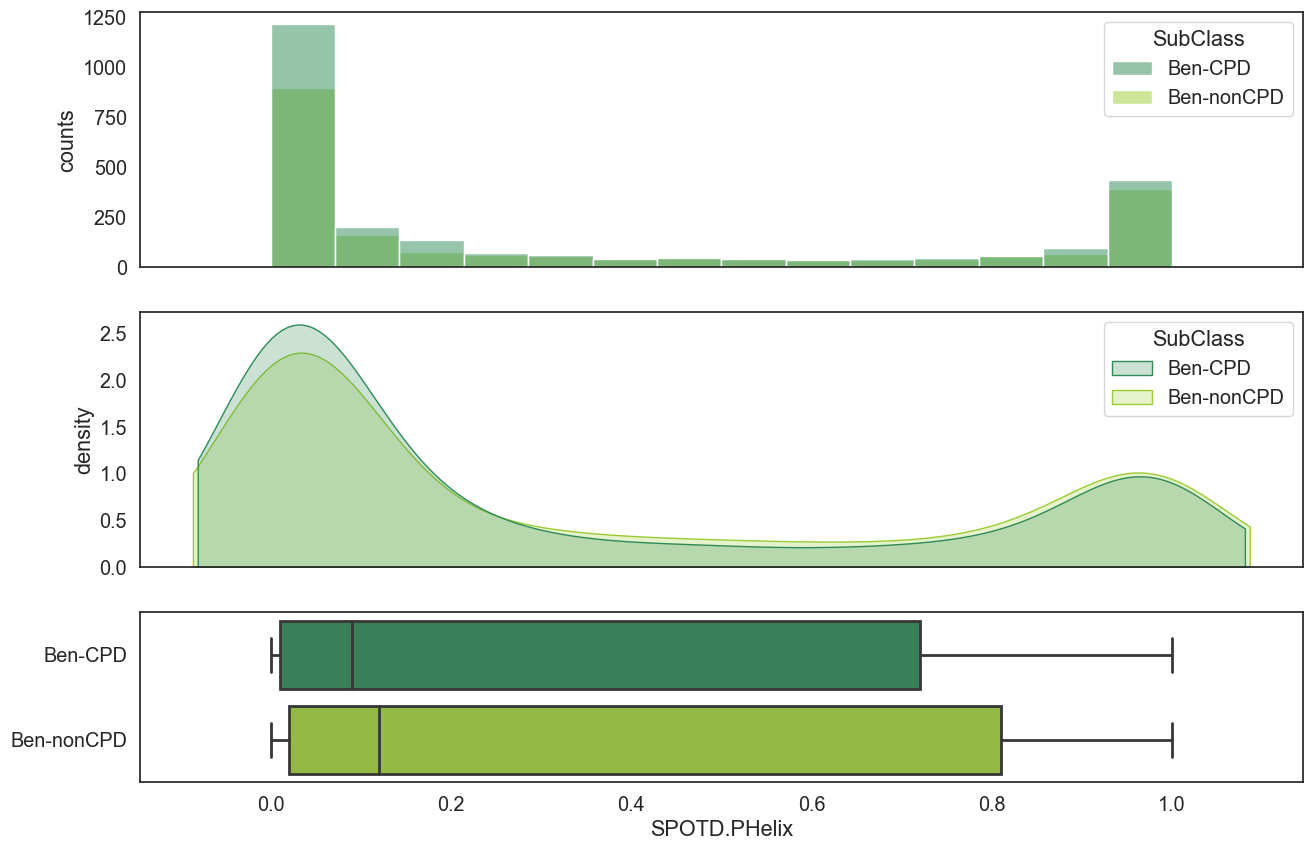 1250
1000
750
500
250
0
counts
SubClass
Ben-CPD
Ben-nonCPD
2.5
2.0
1.5
1.0
0.5
0.0
density
SubClass
Ben-CPD
Ben-nonCPD
Ben-CPD
Ben-nonCPD
0.0 0.2 0.4 0.6 0.8 1.0
SPOTD.PHelix